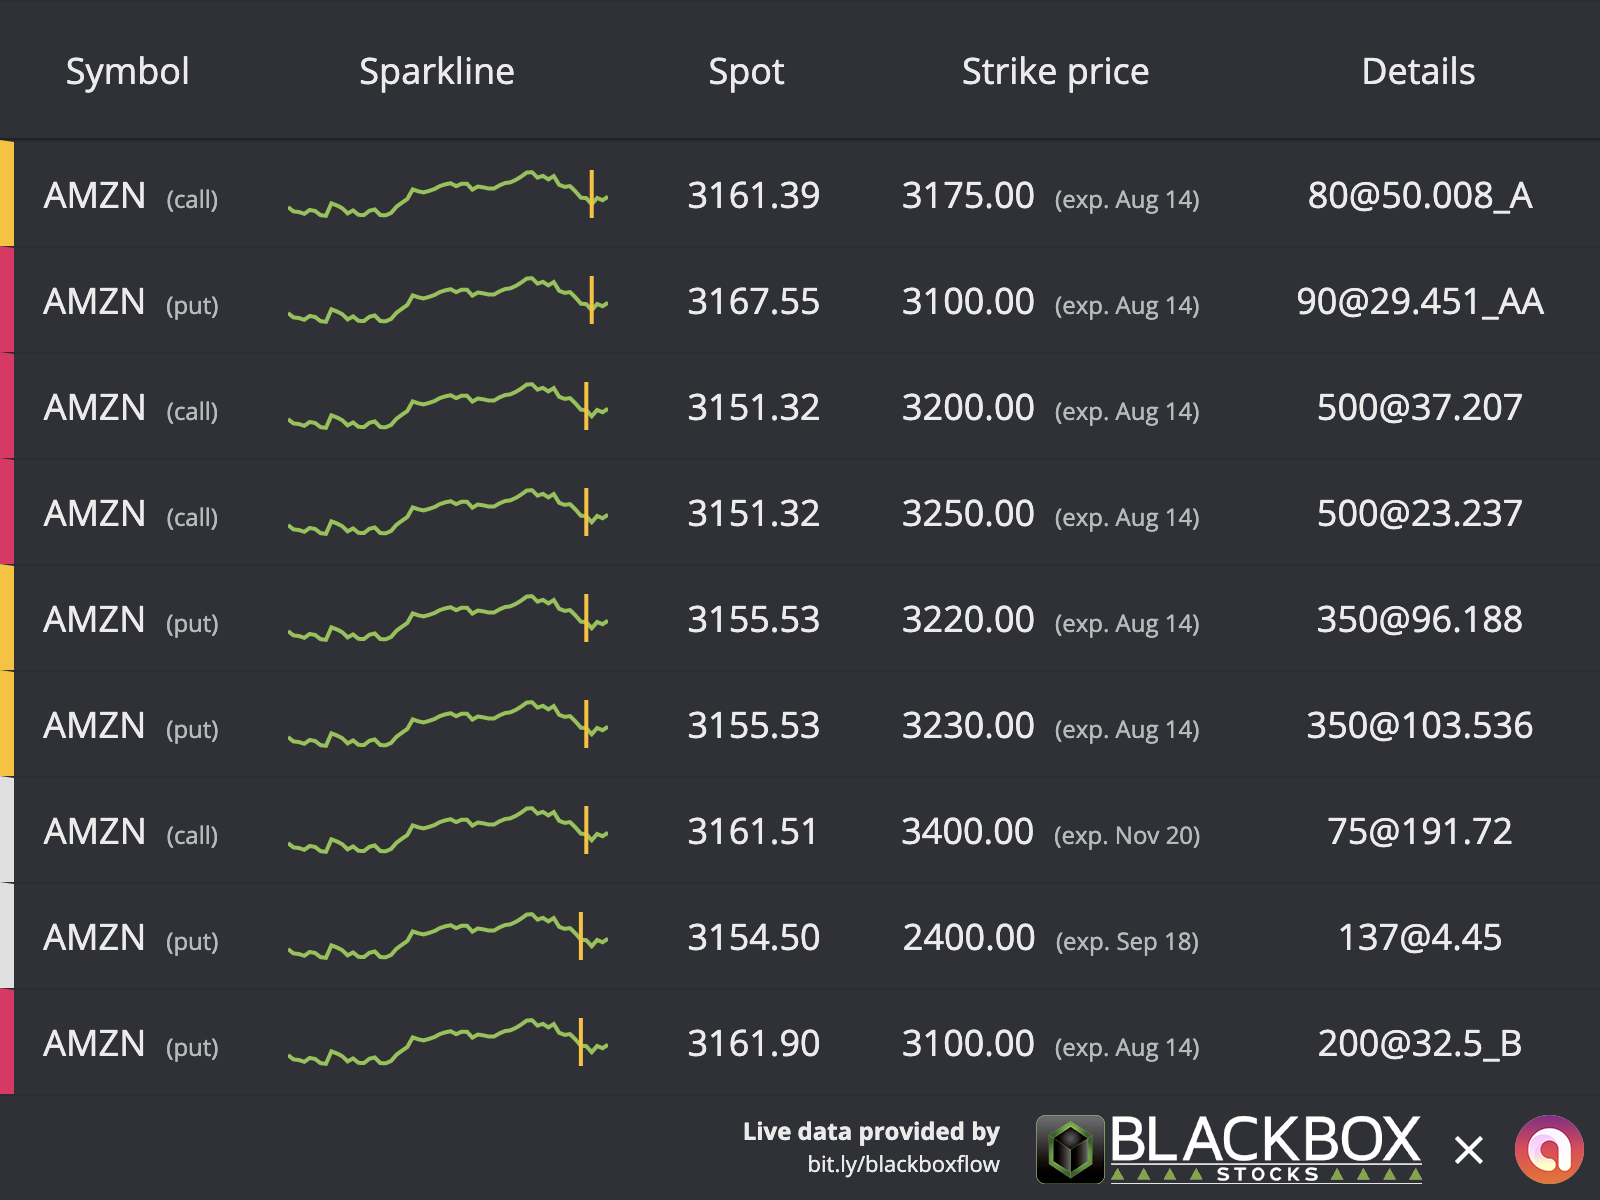 Symbol Sparkline Spot Strike price Details
AMZN (call) 3161.39 3175.00 (exp. Aug 14) 80@50.008_A
AMZN (put) 3167.55 3100.00 (exp. Aug 14) 90@29.451_AA
AMZN (call) 3151.32 3200.00 (exp. Aug 14) 500@37.207
AMZN (call) 3151.32 3250.00 (exp. Aug 14) 500@23.237
AMZN (put) 3155.53 3220.00 (exp. Aug 14) 350@96.188
AMZN (put) 3155.53 3230.00 (exp. Aug 14) 350@103.536
AMZN (call) 3161.51 3400.00 (exp. Nov 20) 75@191.72
AMZN (put) 3154.50 2400.00 (exp. Sep 18) 137@4.45
AMZN (put) 3161.90 3100.00 (exp. Aug 14) 200@32.5_B
Live data provided by
bit.ly/blackboxflow
BLACKBOX
STOCKS
×
a